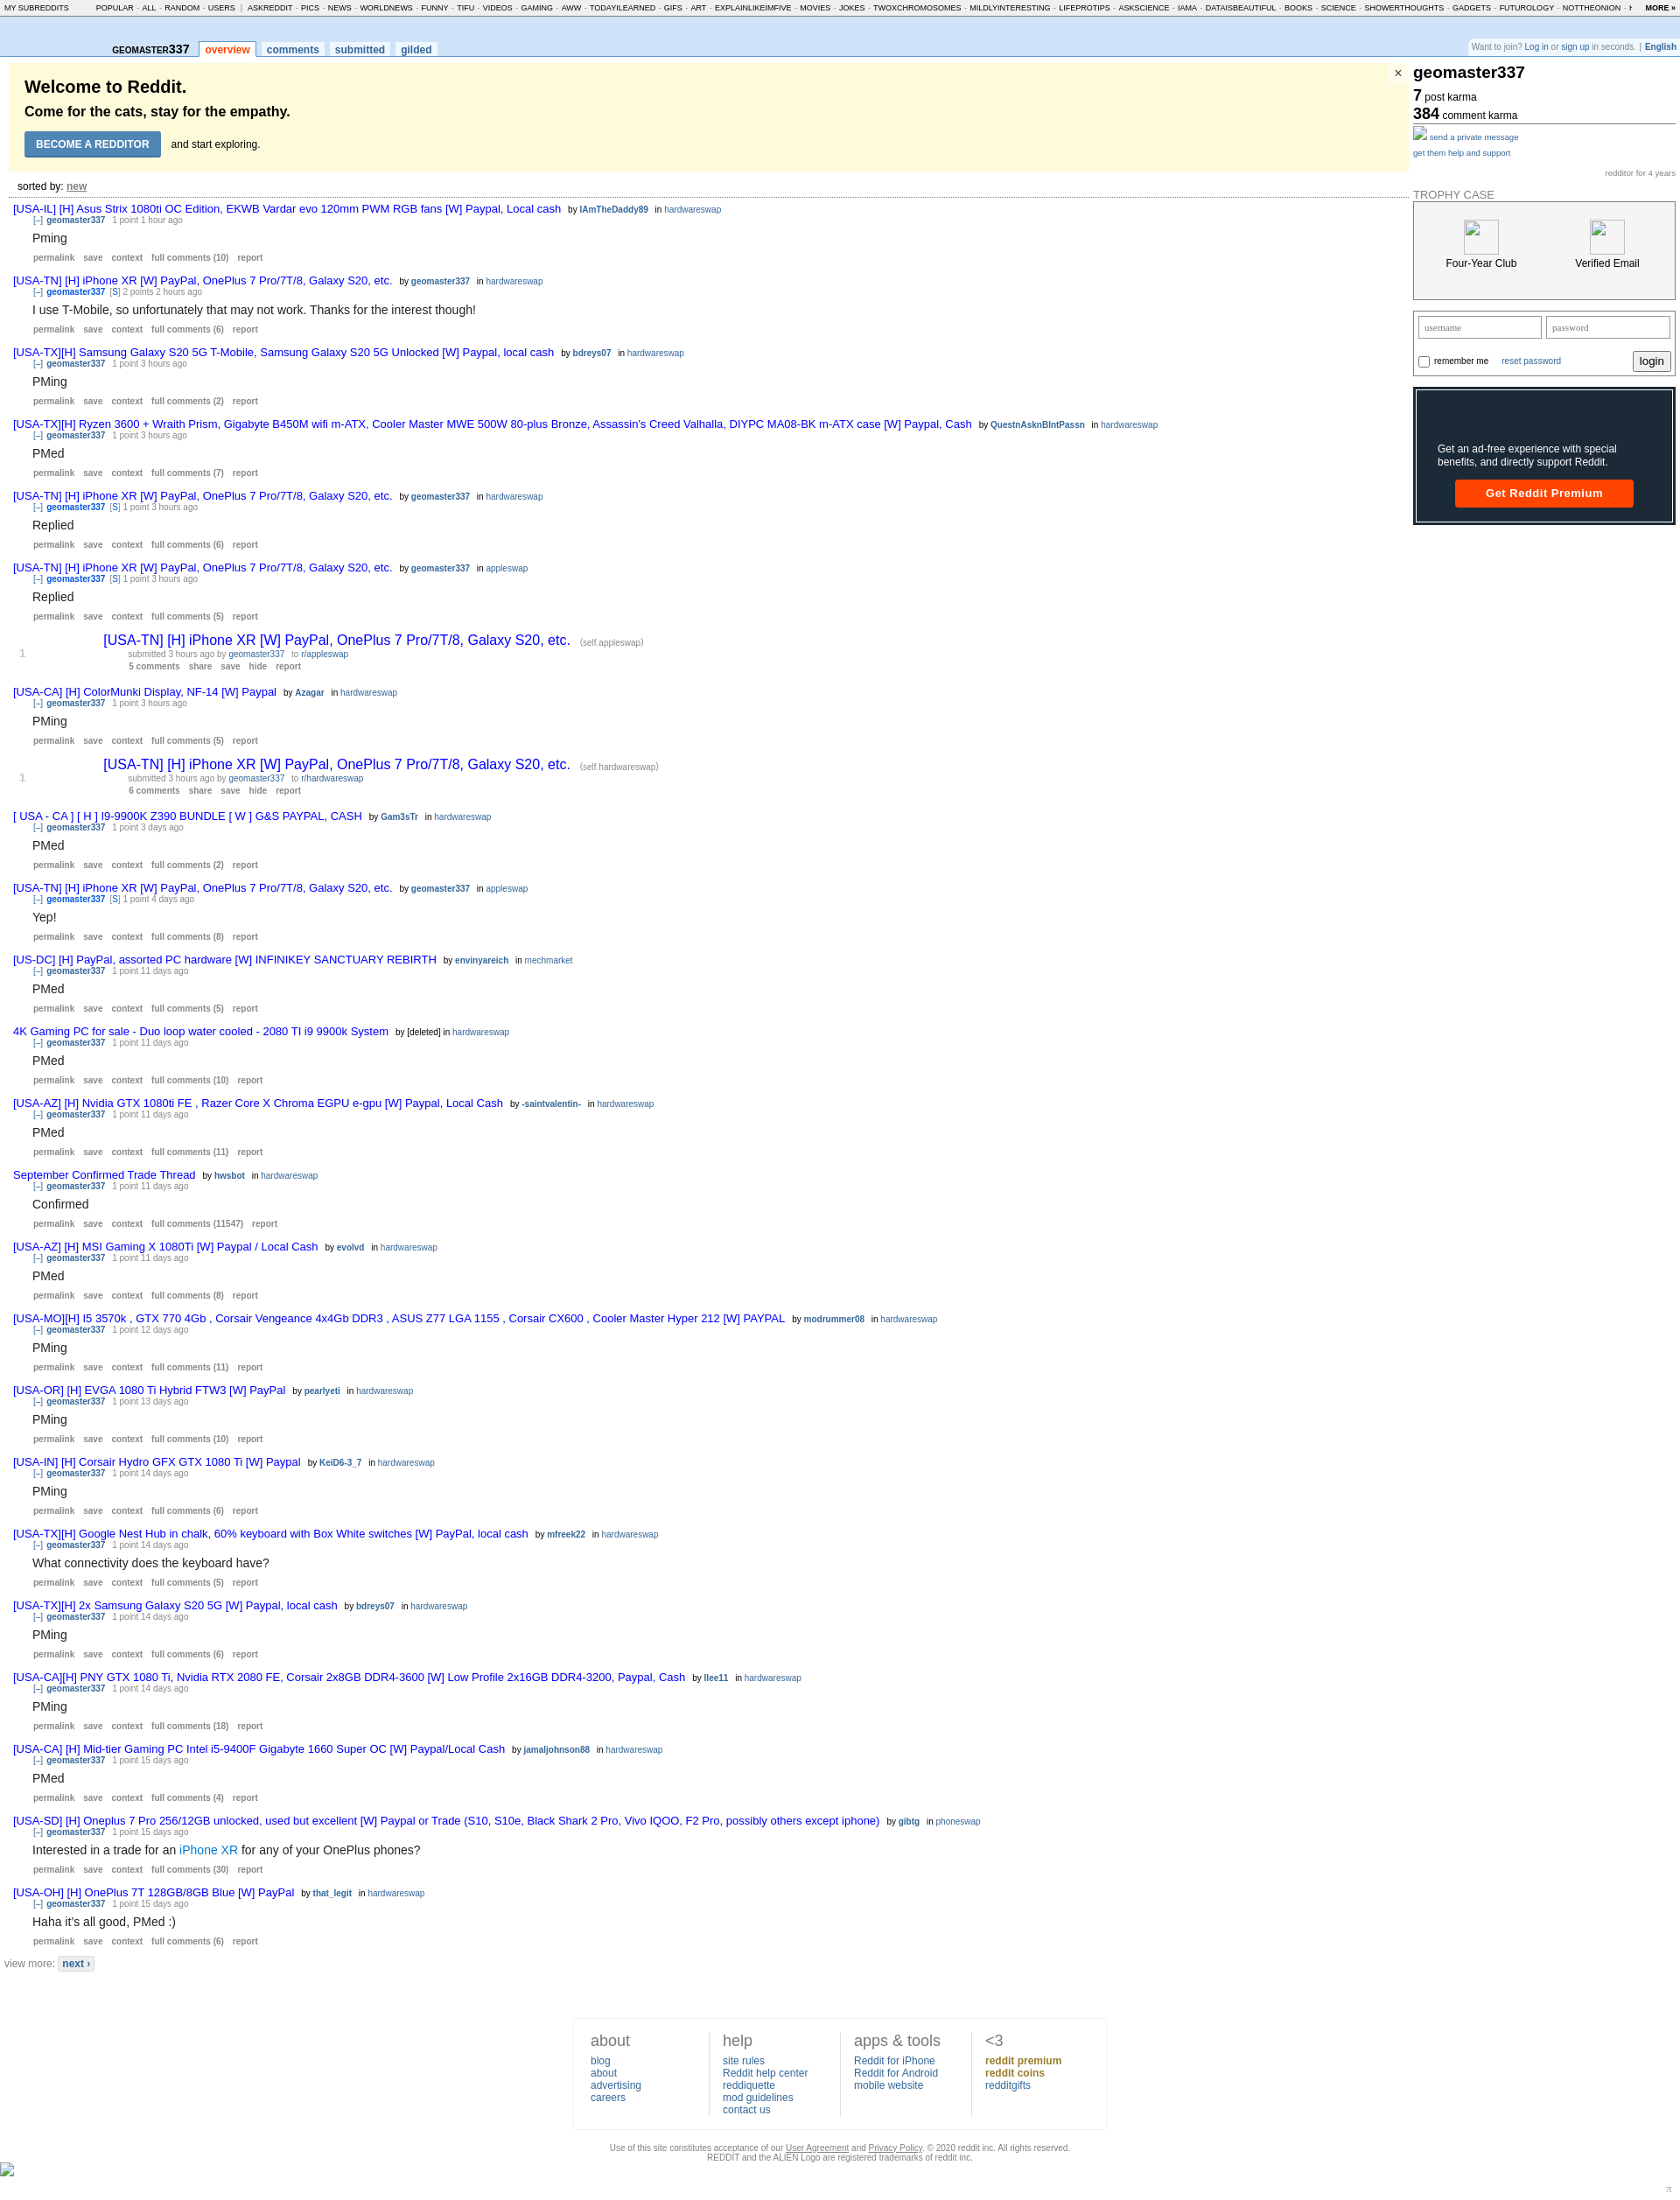 MY SUBREDDITS POPULAR - ALL - RANDOM - USERS | ASKREDDIT - PICS - NEWS - WORLDNEWS - FUNNY - TIFU - VIDEOS - GAMING - AWW - TODAYILEARNED - GIFS - ART - EXPLAINLIKEIMFIVE - MOVIES - JOKES - TWOXCHROMOSOMES - MILDLYINTERESTING - LIFEPROTIPS - ASKSCIENCE - IAMA - DATAISBEAUTIFUL - BOOKS - SCIENCE - SHOWERTHOUGHTS - GADGETS - FUTUROLOGY - NOTTHEONION - MORE »
GEOMASTER337 overview comments submitted gilded
Want to join? Log in or sign up in seconds. | English
Welcome to Reddit.
×
Come for the cats, stay for the empathy.
BECOME A REDDITOR and start exploring.
geomaster337
7 post karma
384 comment karma
send a private message
get them help and support
redditor for 4 years
TROPHY CASE
Four-Year Club Verified Email
username password
remember me reset password login
Get an ad-free experience with special
benefits, and directly support Reddit.
Get Reddit Premium
sorted by: new
[USA-IL] [H] Asus Strix 1080ti OC Edition, EKWB Vardar evo 120mm PWM RGB fans [W] Paypal, Local cash by IAmTheDaddy89 in hardwareswap
[–] geomaster337 1 point 1 hour ago
Pming
permalink save context full comments (10) report
[USA-TN] [H] iPhone XR [W] PayPal, OnePlus 7 Pro/7T/8, Galaxy S20, etc. by geomaster337 in hardwareswap
[–] geomaster337 [S] 2 points 2 hours ago
I use T-Mobile, so unfortunately that may not work. Thanks for the interest though!
permalink save context full comments (6) report
[USA-TX][H] Samsung Galaxy S20 5G T-Mobile, Samsung Galaxy S20 5G Unlocked [W] Paypal, local cash by bdreys07 in hardwareswap
[–] geomaster337 1 point 3 hours ago
PMing
permalink save context full comments (2) report
[USA-TX][H] Ryzen 3600 + Wraith Prism, Gigabyte B450M wifi m-ATX, Cooler Master MWE 500W 80-plus Bronze, Assassin's Creed Valhalla, DIYPC MA08-BK m-ATX case [W] Paypal, Cash by QuestnAsknBIntPassn in hardwareswap
[–] geomaster337 1 point 3 hours ago
PMed
permalink save context full comments (7) report
[USA-TN] [H] iPhone XR [W] PayPal, OnePlus 7 Pro/7T/8, Galaxy S20, etc. by geomaster337 in hardwareswap
[–] geomaster337 [S] 1 point 3 hours ago
Replied
permalink save context full comments (6) report
[USA-TN] [H] iPhone XR [W] PayPal, OnePlus 7 Pro/7T/8, Galaxy S20, etc. by geomaster337 in appleswap
[–] geomaster337 [S] 1 point 3 hours ago
Replied
permalink save context full comments (5) report
[USA-TN] [H] iPhone XR [W] PayPal, OnePlus 7 Pro/7T/8, Galaxy S20, etc. (self.appleswap)
1 submitted 3 hours ago by geomaster337 to r/appleswap
5 comments share save hide report
[USA-CA] [H] ColorMunki Display, NF-14 [W] Paypal by Azagar in hardwareswap
[–] geomaster337 1 point 3 hours ago
PMing
permalink save context full comments (5) report
[USA-TN] [H] iPhone XR [W] PayPal, OnePlus 7 Pro/7T/8, Galaxy S20, etc. (self.hardwareswap)
1 submitted 3 hours ago by geomaster337 to r/hardwareswap
6 comments share save hide report
[ USA - CA ] [ H ] I9-9900K Z390 BUNDLE [ W ] G&S PAYPAL, CASH by Gam3sTr in hardwareswap
[–] geomaster337 1 point 3 days ago
PMed
permalink save context full comments (2) report
[USA-TN] [H] iPhone XR [W] PayPal, OnePlus 7 Pro/7T/8, Galaxy S20, etc. by geomaster337 in appleswap
[–] geomaster337 [S] 1 point 4 days ago
Yep!
permalink save context full comments (8) report
[US-DC] [H] PayPal, assorted PC hardware [W] INFINIKEY SANCTUARY REBIRTH by envinyareich in mechmarket
[–] geomaster337 1 point 11 days ago
PMed
permalink save context full comments (5) report
4K Gaming PC for sale - Duo loop water cooled - 2080 TI i9 9900k System by [deleted] in hardwareswap
[–] geomaster337 1 point 11 days ago
PMed
permalink save context full comments (10) report
[USA-AZ] [H] Nvidia GTX 1080ti FE , Razer Core X Chroma EGPU e-gpu [W] Paypal, Local Cash by -saintvalentin- in hardwareswap
[–] geomaster337 1 point 11 days ago
PMed
permalink save context full comments (11) report
September Confirmed Trade Thread by hwsbot in hardwareswap
[–] geomaster337 1 point 11 days ago
Confirmed
permalink save context full comments (11547) report
[USA-AZ] [H] MSI Gaming X 1080Ti [W] Paypal / Local Cash by evolvd in hardwareswap
[–] geomaster337 1 point 11 days ago
PMed
permalink save context full comments (8) report
[USA-MO][H] I5 3570k , GTX 770 4Gb , Corsair Vengeance 4x4Gb DDR3 , ASUS Z77 LGA 1155 , Corsair CX600 , Cooler Master Hyper 212 [W] PAYPAL by modrummer08 in hardwareswap
[–] geomaster337 1 point 12 days ago
PMing
permalink save context full comments (11) report
[USA-OR] [H] EVGA 1080 Ti Hybrid FTW3 [W] PayPal by pearlyeti in hardwareswap
[–] geomaster337 1 point 13 days ago
PMing
permalink save context full comments (10) report
[USA-IN] [H] Corsair Hydro GFX GTX 1080 Ti [W] Paypal by KeiD6-3_7 in hardwareswap
[–] geomaster337 1 point 14 days ago
PMing
permalink save context full comments (6) report
[USA-TX][H] Google Nest Hub in chalk, 60% keyboard with Box White switches [W] PayPal, local cash by mfreek22 in hardwareswap
[–] geomaster337 1 point 14 days ago
What connectivity does the keyboard have?
permalink save context full comments (5) report
[USA-TX][H] 2x Samsung Galaxy S20 5G [W] Paypal, local cash by bdreys07 in hardwareswap
[–] geomaster337 1 point 14 days ago
PMing
permalink save context full comments (6) report
[USA-CA][H] PNY GTX 1080 Ti, Nvidia RTX 2080 FE, Corsair 2x8GB DDR4-3600 [W] Low Profile 2x16GB DDR4-3200, Paypal, Cash by llee11 in hardwareswap
[–] geomaster337 1 point 14 days ago
PMing
permalink save context full comments (18) report
[USA-CA] [H] Mid-tier Gaming PC Intel i5-9400F Gigabyte 1660 Super OC [W] Paypal/Local Cash by jamaljohnson88 in hardwareswap
[–] geomaster337 1 point 15 days ago
PMed
permalink save context full comments (4) report
[USA-SD] [H] Oneplus 7 Pro 256/12GB unlocked, used but excellent [W] Paypal or Trade (S10, S10e, Black Shark 2 Pro, Vivo IQOO, F2 Pro, possibly others except iphone) by gibtg in phoneswap
[–] geomaster337 1 point 15 days ago
Interested in a trade for an iPhone XR for any of your OnePlus phones?
permalink save context full comments (30) report
[USA-OH] [H] OnePlus 7T 128GB/8GB Blue [W] PayPal by that_legit in hardwareswap
[–] geomaster337 1 point 15 days ago
Haha it’s all good, PMed :)
permalink save context full comments (6) report
view more: next ›
about
blog
about
advertising
careers
help
site rules
Reddit help center
reddiquette
mod guidelines
contact us
apps & tools
Reddit for iPhone
Reddit for Android
mobile website
<3
reddit premium
reddit coins
redditgifts
Use of this site constitutes acceptance of our User Agreement and Privacy Policy. © 2020 reddit inc. All rights reserved.
REDDIT and the ALIEN Logo are registered trademarks of reddit inc.
π